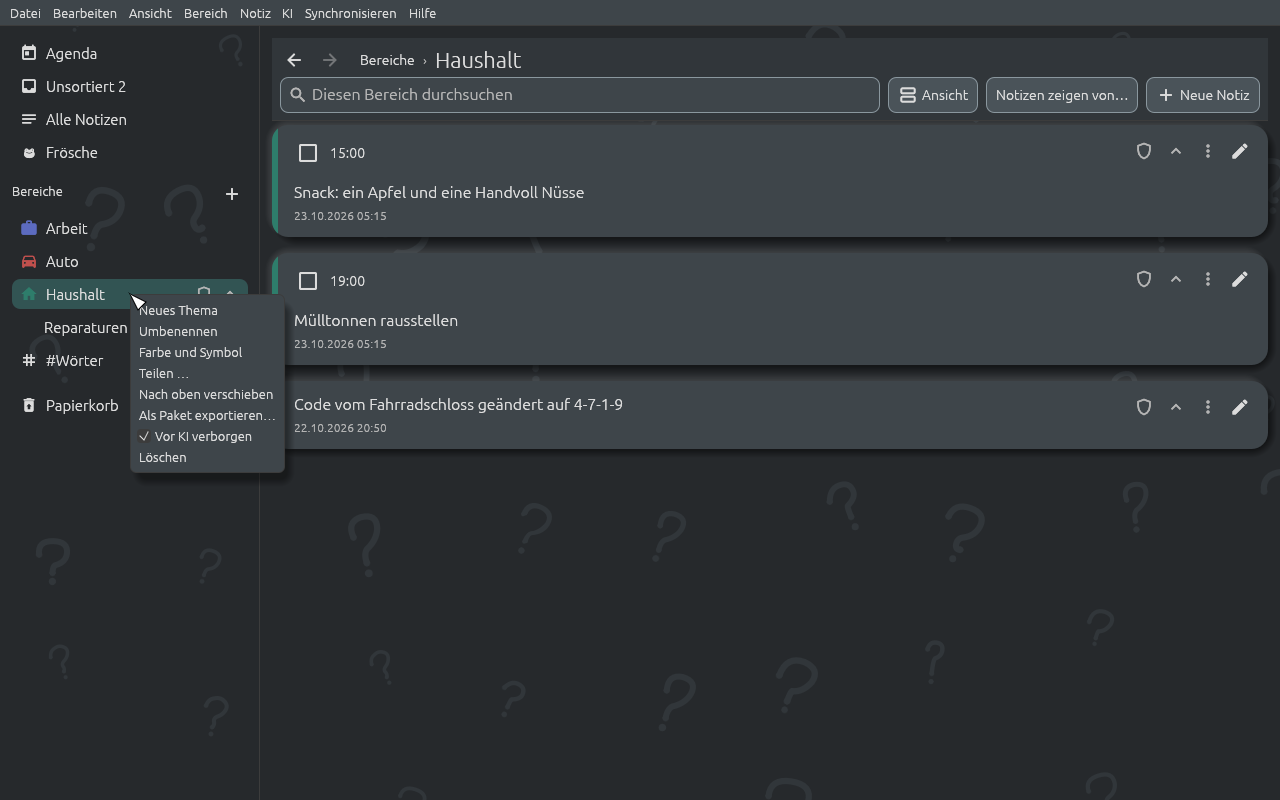 Datei Bearbeiten Ansicht Bereich Notiz KI Synchronisieren Hilfe
Agenda
Unsortiert 2
Alle Notizen
Frösche
Bereiche
Arbeit
Auto
Haushalt
Reparaturen
#Wörter
Papierkorb
Neues Thema
Umbenennen
Farbe und Symbol
Teilen …
Nach oben verschieben
Als Paket exportieren…
Vor KI verborgen
Löschen
Bereiche › Haushalt
Diesen Bereich durchsuchen
Ansicht
Notizen zeigen von…
Neue Notiz
15:00
Snack: ein Apfel und eine Handvoll Nüsse
23.10.2026 05:15
19:00
Mülltonnen rausstellen
23.10.2026 05:15
Code vom Fahrradschloss geändert auf 4-7-1-9
22.10.2026 20:50